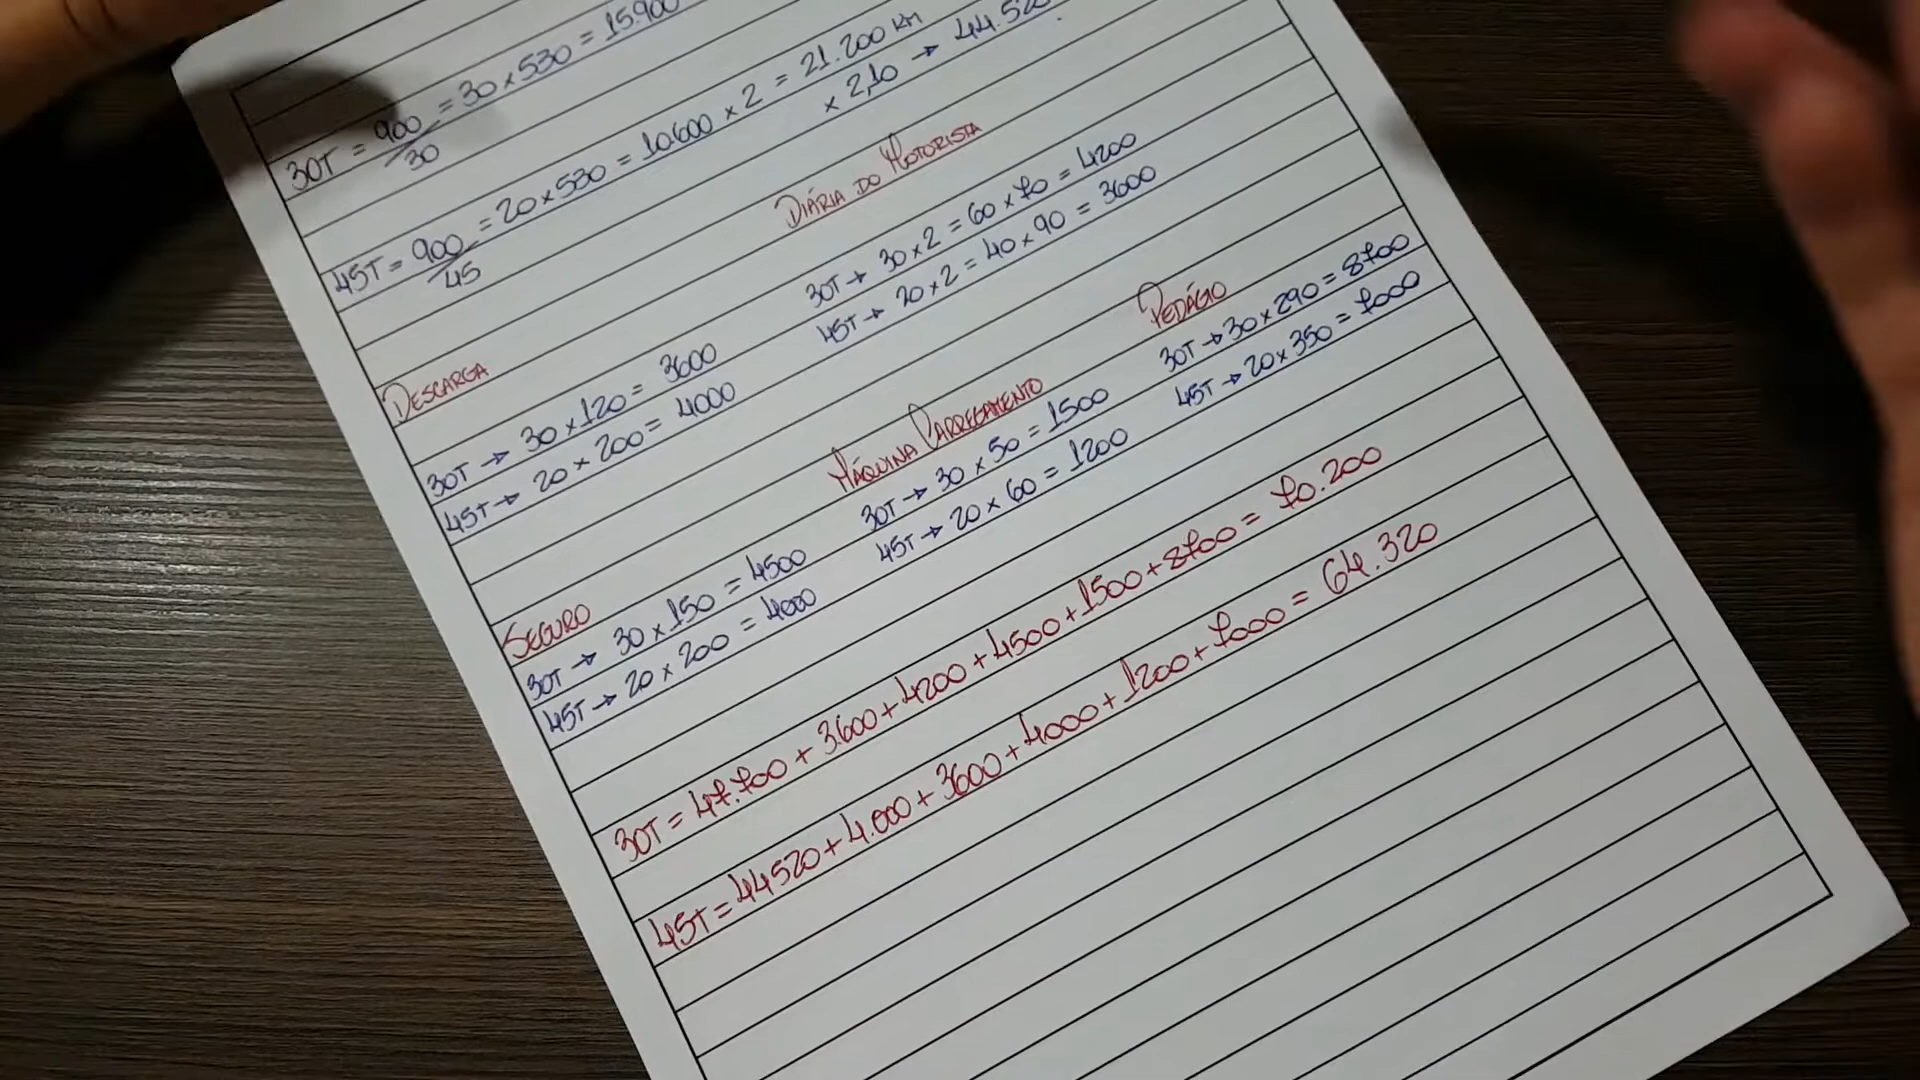 30T = 900/30 = 30 x 530 = 15.900
45T = 900/45 = 20 x 530 = 10.600 x 2 = 21.200 KM
x 2,10 → 44.520
DIÁRIA DO MOTORISTA
30T → 30 x 2 = 60 x 70 = 4200
45T → 20 x 2 = 40 x 90 = 3600
DESCARGA
30T → 30 x 120 = 3600
45T → 20 x 200 = 4000
PEDÁGIO
30T → 30 x 290 = 8700
45T → 20 x 350 = 7000
MÁQUINA CARREGAMENTO
30T → 30 x 50 = 1500
45T → 20 x 60 = 1200
SEGURO
30T → 30 x 150 = 4500
45T → 20 x 200 = 4000
30T = 47.700 + 3.600 + 4200 + 4500 + 1500 + 8700 = 70.200
45T = 44520 + 4.000 + 3600 + 4000 + 1200 + 7000 = 64.320